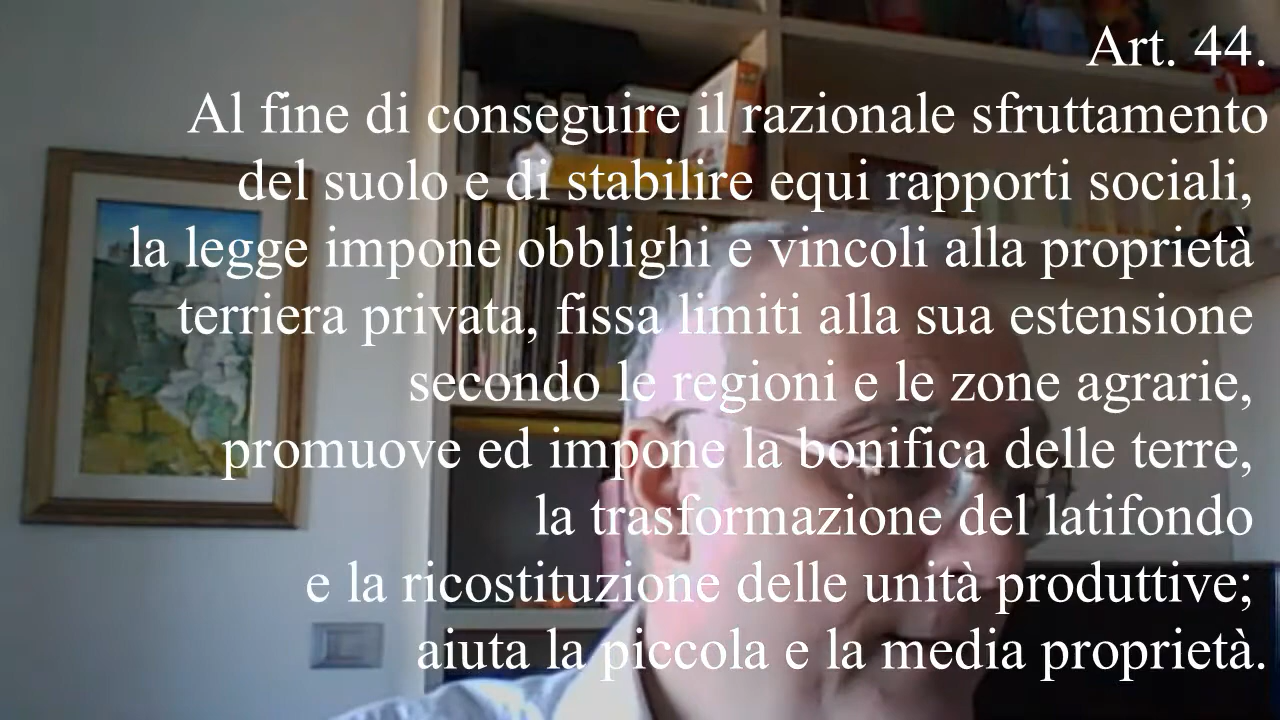 Art. 44.
Al fine di conseguire il razionale sfruttamento
del suolo e di stabilire equi rapporti sociali,
la legge impone obblighi e vincoli alla proprietà
terriera privata, fissa limiti alla sua estensione
secondo le regioni e le zone agrarie,
promuove ed impone la bonifica delle terre,
la trasformazione del latifondo
e la ricostituzione delle unità produttive;
aiuta la piccola e la media proprietà.